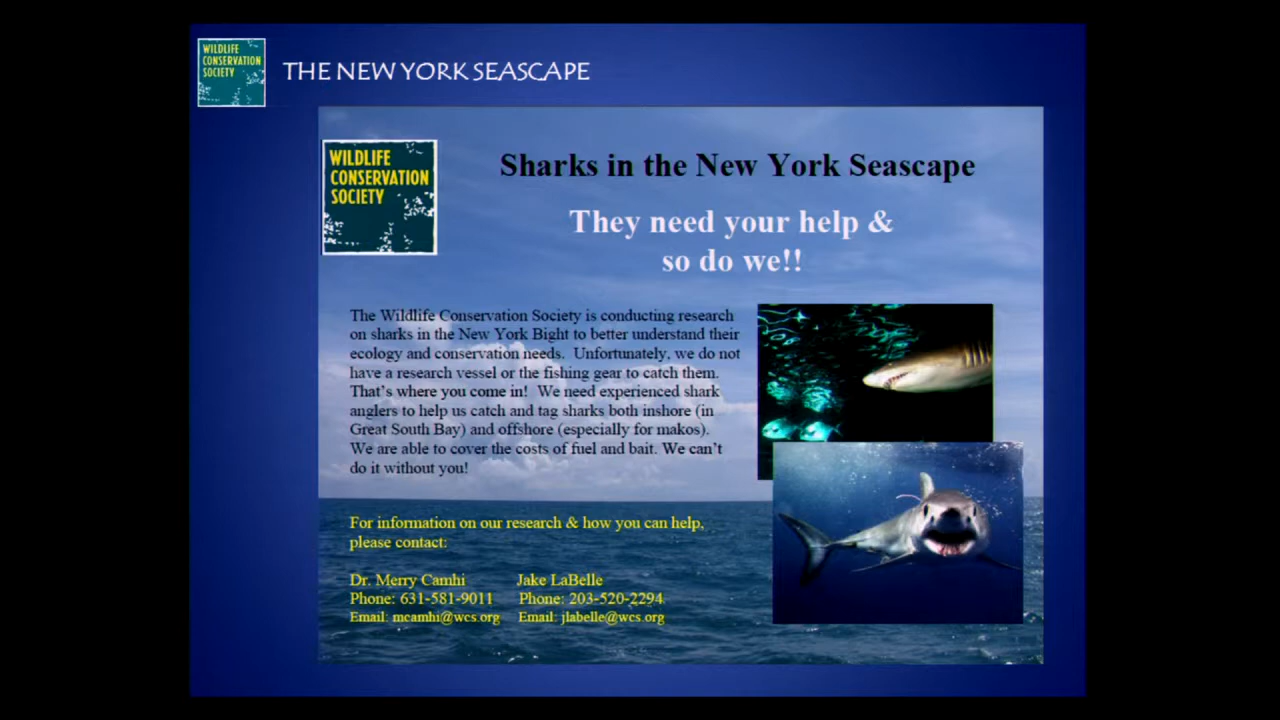 WILDLIFE
CONSERVATION
SOCIETY
THE NEW YORK SEASCAPE
WILDLIFE
CONSERVATION
SOCIETY
Sharks in the New York Seascape
They need your help &
so do we!!
The Wildlife Conservation Society is conducting research
on sharks in the New York Bight to better understand their
ecology and conservation needs. Unfortunately, we do not
have a research vessel or the fishing gear to catch them.
That's where you come in! We need experienced shark
anglers to help us catch and tag sharks both inshore (in
Great South Bay) and offshore (especially for makos).
We are able to cover the costs of fuel and bait. We can't
do it without you!
For information on our research & how you can help,
please contact:
Dr. Merry Camhi Jake LaBelle
Phone: 631-581-9011 Phone: 203-520-2294
Email: mcamhi@wcs.org Email: jlabelle@wcs.org